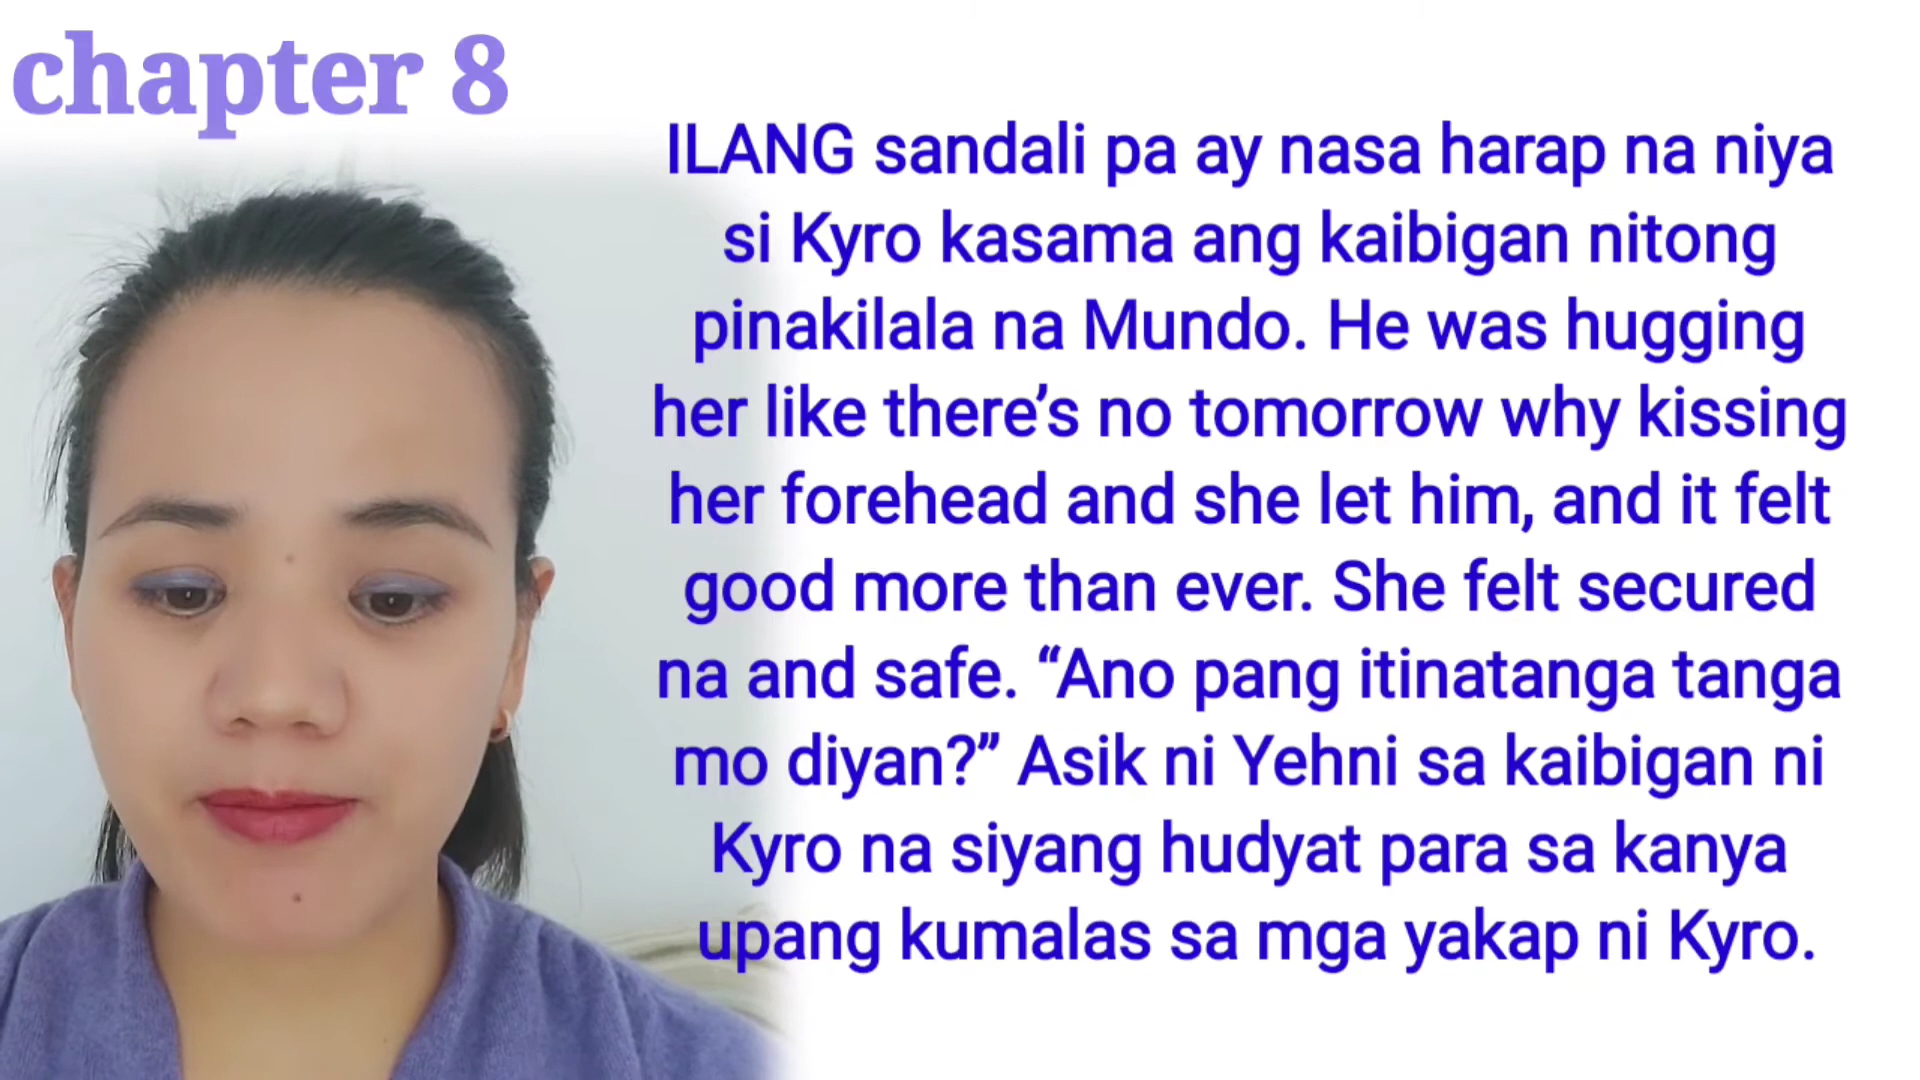 chapter 8
ILANG sandali pa ay nasa harap na niya
si Kyro kasama ang kaibigan nitong
pinakilala na Mundo. He was hugging
her like there’s no tomorrow why kissing
her forehead and she let him, and it felt
good more than ever. She felt secured
na and safe. “Ano pang itinatanga tanga
mo diyan?” Asik ni Yehni sa kaibigan ni
Kyro na siyang hudyat para sa kanya
upang kumalas sa mga yakap ni Kyro.